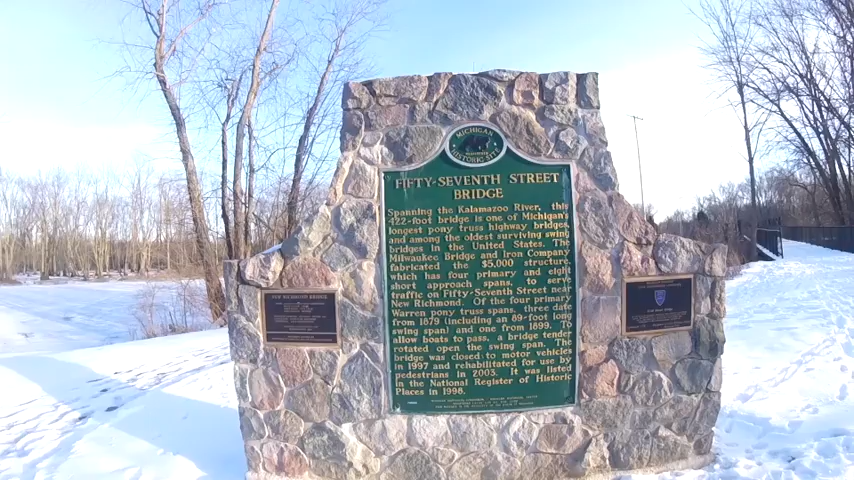 MICHIGAN
HISTORIC SITE
FIFTY-SEVENTH STREET
BRIDGE
Spanning the Kalamazoo River, this
422-foot bridge is one of Michigan's
longest pony truss highway bridges,
and among the oldest surviving swing
bridges in the United States. The
Milwaukee Bridge and Iron Company
fabricated the $5,000 structure,
which has four primary and eight
short approach spans, to serve
traffic on Fifty-Seventh Street near
New Richmond. Of the four primary
Warren pony truss spans, three date
from 1879 (including an 89-foot long
swing span) and one from 1899. To
allow boats to pass, a bridge tender
rotated open the swing span. The
bridge was closed to motor vehicles
in 1997 and rehabilitated for use by
pedestrians in 2003. It was listed
in the National Register of Historic
Places in 1998.
NEW RICHMOND BRIDGE